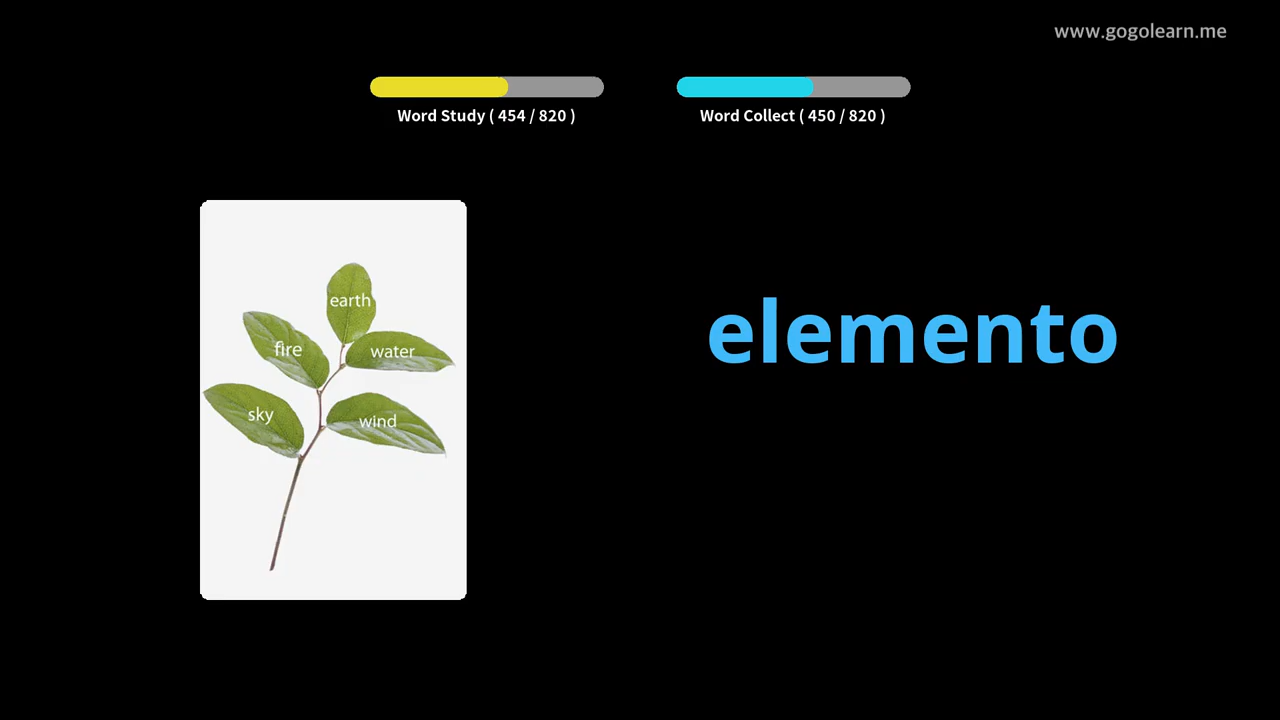 www.gogolearn.me
Word Study ( 454 / 820 )
Word Collect ( 450 / 820 )
earth
fire
water
sky
wind
elemento